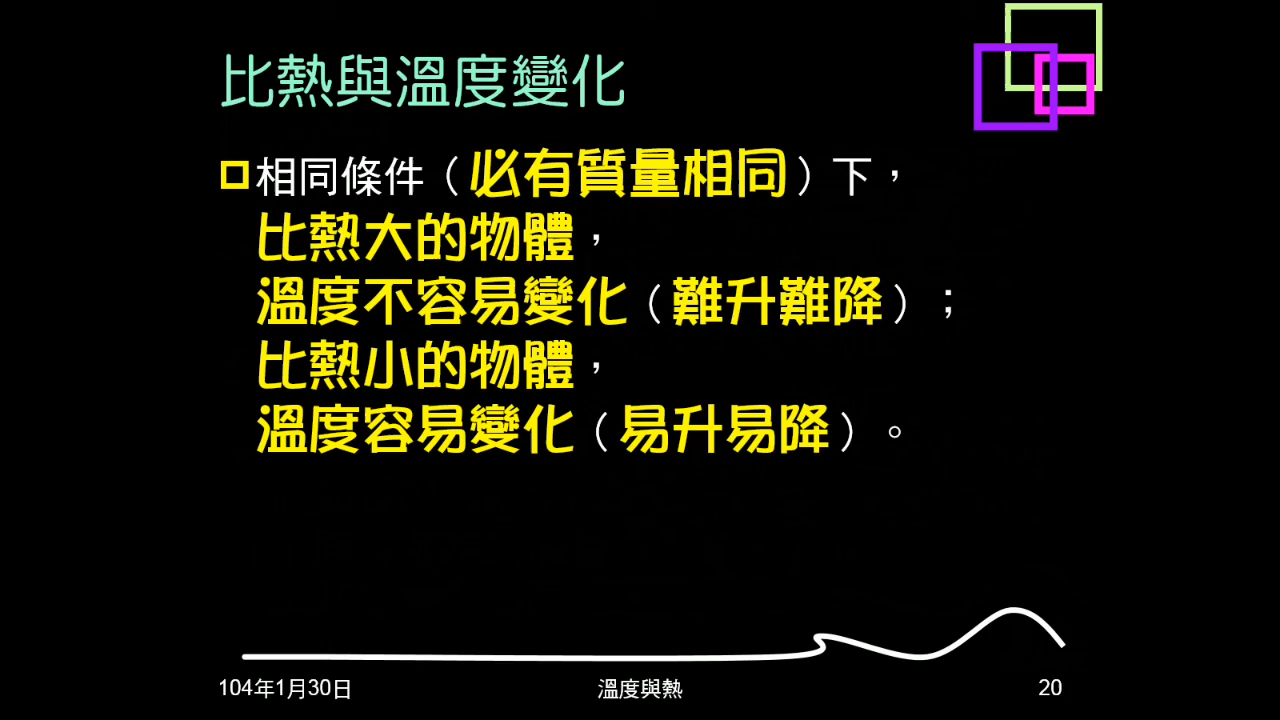 比熱與溫度變化
相同條件（必有質量相同）下，
比熱大的物體，
溫度不容易變化（難升難降）；
比熱小的物體，
溫度容易變化（易升易降）。
104年1月30日
溫度與熱
20